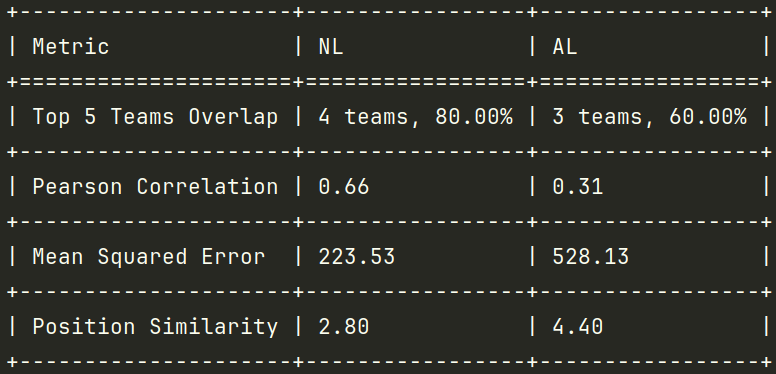 +---------------------+-----------------+-----------------+
| Metric              | NL              | AL              |
+=====================+=================+=================+
| Top 5 Teams Overlap | 4 teams, 80.00% | 3 teams, 60.00% |
+---------------------+-----------------+-----------------+
| Pearson Correlation | 0.66            | 0.31            |
+---------------------+-----------------+-----------------+
| Mean Squared Error  | 223.53          | 528.13          |
+---------------------+-----------------+-----------------+
| Position Similarity | 2.80            | 4.40            |
+---------------------+-----------------+-----------------+